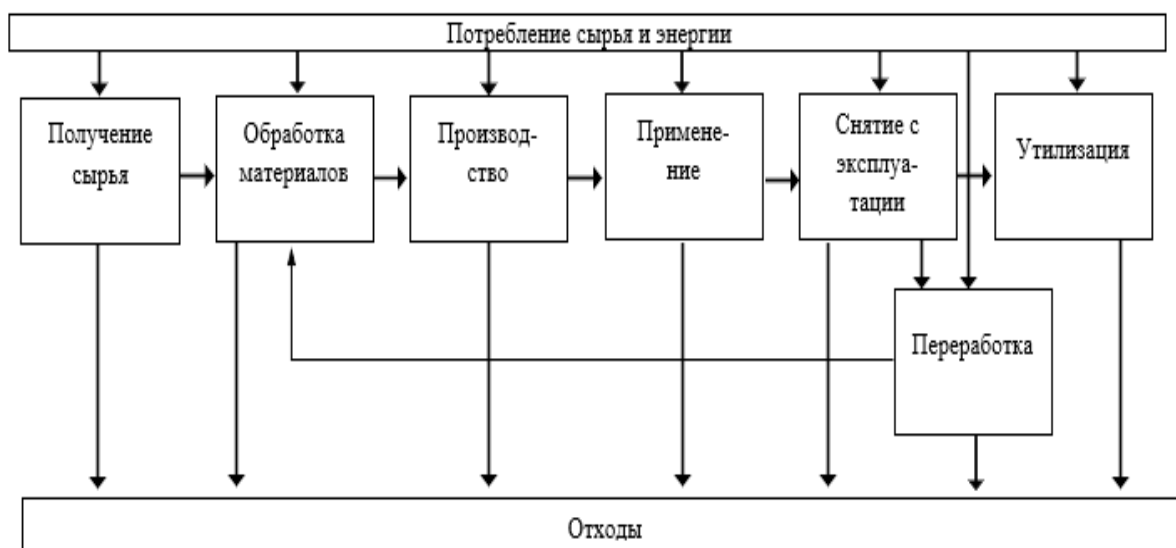 Потребление сырья и энергии
Получение
сырья
Обработка
материалов
Производ-
ство
Примене-
ние
Снятие с
эксплуа-
тации
Утилизация
Переработка
Отходы